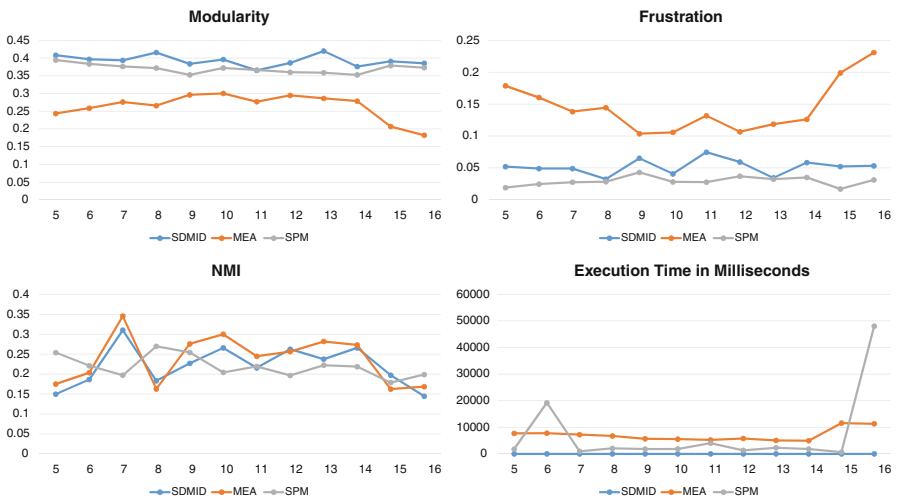 Modularity
0.45
0.4
0.35
0.3
0.25
0.2
0.15
0.1
0.05
0
5 6 7 8 9 10 11 12 13 14 15 16
SDMID MEA SPM
Frustration
0.25
0.2
0.15
0.1
0.05
0
5 6 7 8 9 10 11 12 13 14 15 16
SDMID MEA SPM
NMI
0.4
0.35
0.3
0.25
0.2
0.15
0.1
0.05
0
5 6 7 8 9 10 11 12 13 14 15 16
SDMID MEA SPM
Execution Time in Milliseconds
60000
50000
40000
30000
20000
10000
0
5 6 7 8 9 10 11 12 13 14 15 16
SDMID MEA SPM